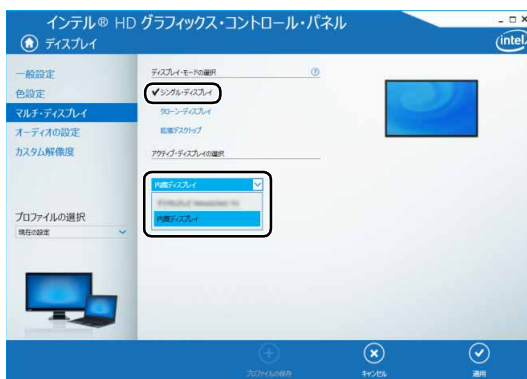 インテル® HD グラフィックス・コントロール・パネル
ディスプレイ
intel
一般設定
色設定
マルチ・ディスプレイ
オーディオの設定
カスタム解像度
プロファイルの選択
現在の設定
ディスプレイ・モードの選択
✔シングル・ディスプレイ
クローン・ディスプレイ
拡張デスクトップ
アクティブ・ディスプレイの選択
内蔵ディスプレイ
内蔵ディスプレイ
プロファイルの保存
キャンセル
適用